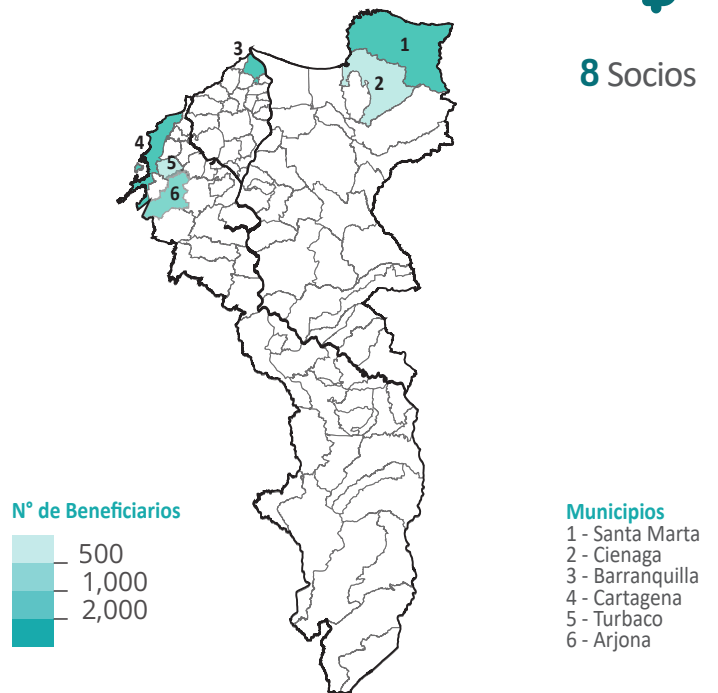 3
1
2
8 Socios
4
5
6
N° de Beneficiarios
500
1,000
2,000
Municipios
1 - Santa Marta
2 - Cienaga
3 - Barranquilla
4 - Cartagena
5 - Turbaco
6 - Arjona